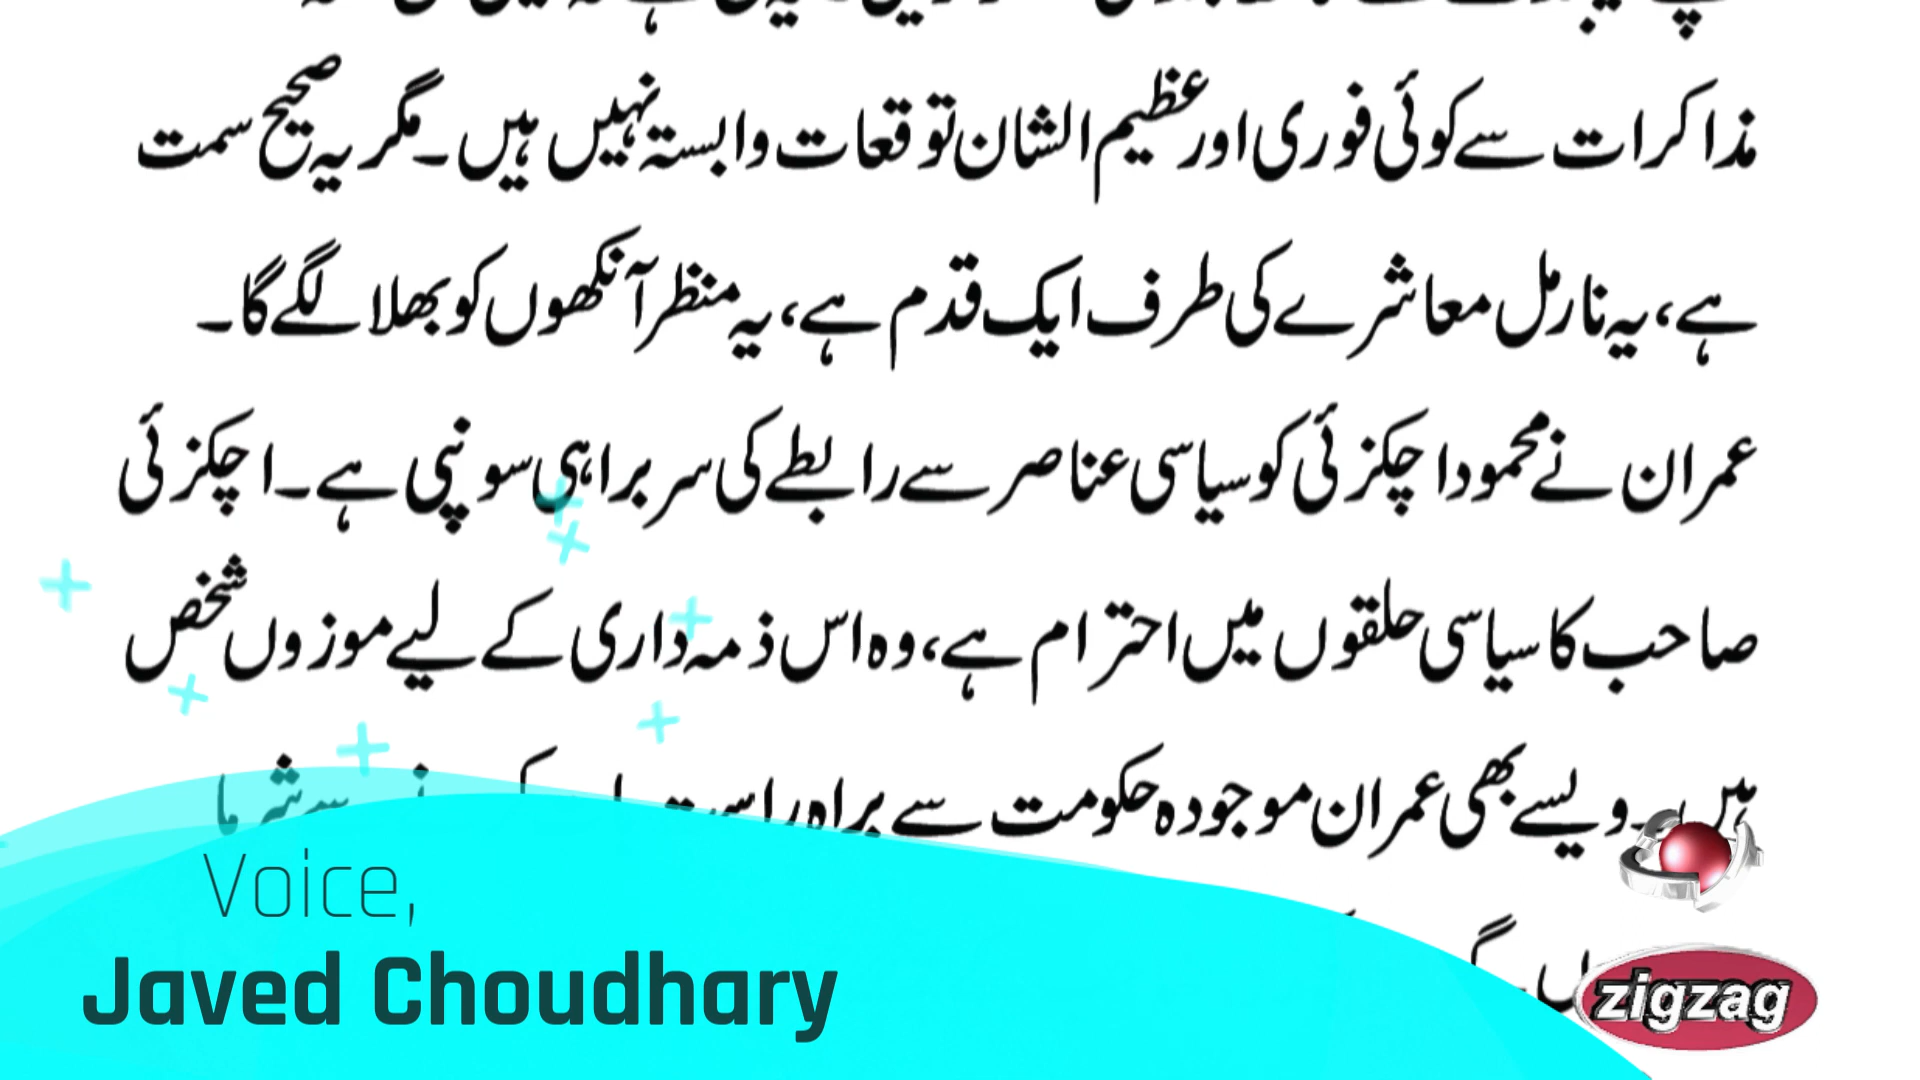 مذاکرات سے کوئی فوری اور عظیم الشان توقعات وابستہ نہیں ہیں۔ مگر یہ صحیح سمت
ہے، یہ نارمل معاشرے کی طرف ایک قدم ہے، یہ منظر آنکھوں کو بھلا لگے گا۔
عمران نے محمود اچکزئی کو سیاسی عناصر سے رابطے کی سربراہی سونپی ہے۔ اچکزئی
صاحب کا سیاسی حلقوں میں احترام ہے، وہ اس ذمہ داری کے لیے موزوں شخص
ہیں۔ ویسے بھی عمران موجودہ حکومت سے براہ راست
Voice,
Javed Choudhary
zigzag